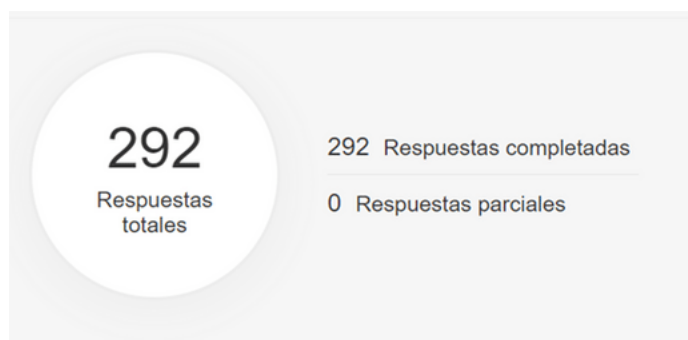 292
Respuestas
totales
292 Respuestas completadas
0 Respuestas parciales